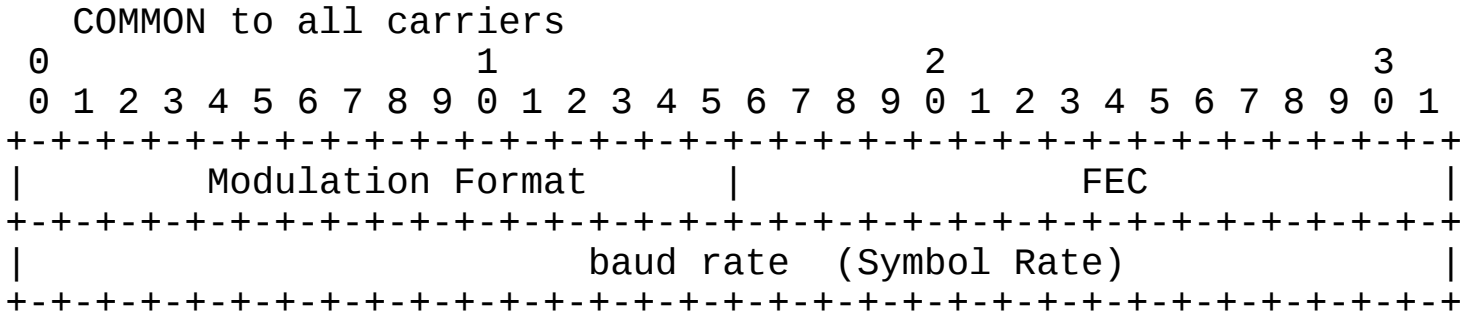 COMMON to all carriers
 0                   1                   2                   3
 0 1 2 3 4 5 6 7 8 9 0 1 2 3 4 5 6 7 8 9 0 1 2 3 4 5 6 7 8 9 0 1
+-+-+-+-+-+-+-+-+-+-+-+-+-+-+-+-+-+-+-+-+-+-+-+-+-+-+-+-+-+-+-+-+
|        Modulation Format      |               FEC             |
+-+-+-+-+-+-+-+-+-+-+-+-+-+-+-+-+-+-+-+-+-+-+-+-+-+-+-+-+-+-+-+-+
|                         baud rate  (Symbol Rate)              |
+-+-+-+-+-+-+-+-+-+-+-+-+-+-+-+-+-+-+-+-+-+-+-+-+-+-+-+-+-+-+-+-+